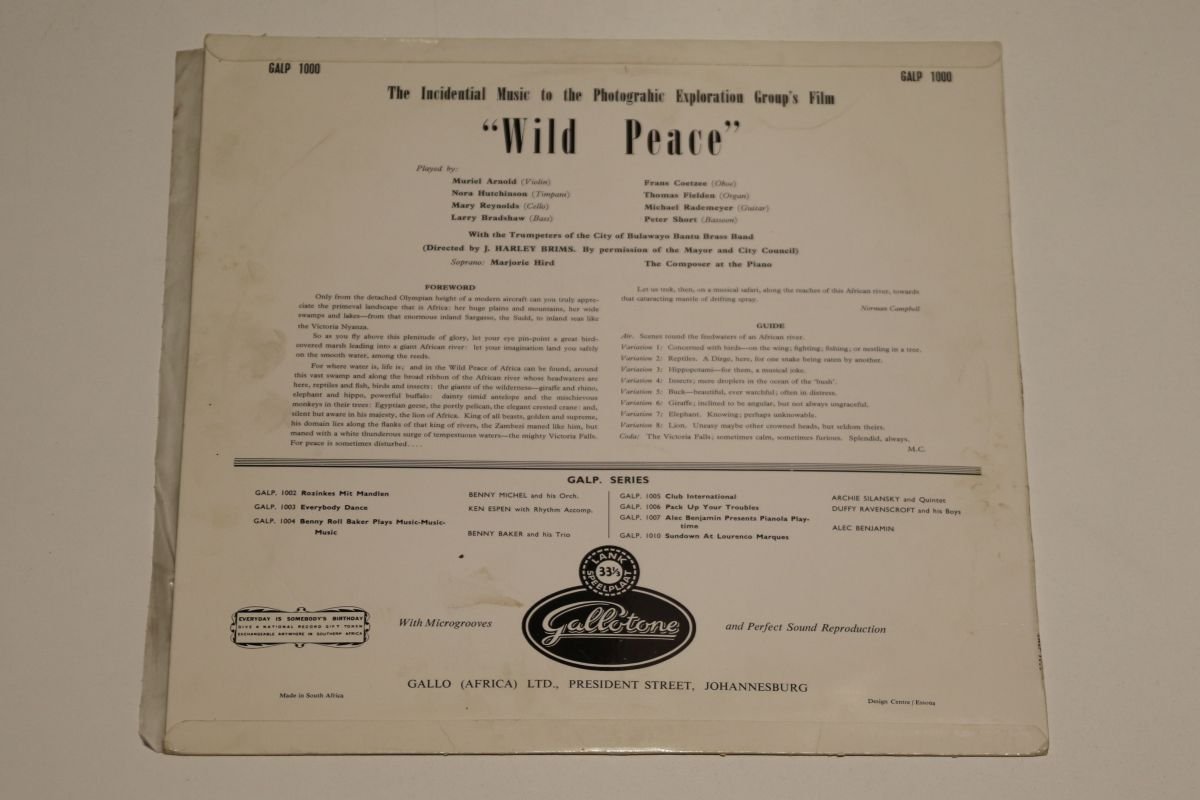 GALP 1000
GALP 1000
The Incidential Music to the Photograhic Exploration Group's Film
"Wild Peace"
Played by:
Muriel Arnold (Violin)
Nora Hutchinson (Timpani)
Mary Reynolds (Cello)
Larry Bradshaw (Bass)
Frans Coetzee (Oboe)
Thomas Fielden (Organ)
Michael Rademeyer (Guitar)
Peter Short (Bassoon)
With the Trumpeters of the City of Bulawayo Bantu Brass Band
(Directed by J. HARLEY BRIMS. By permission of the Mayor and City Council)
Soprano: Marjorie Hird
The Composer at the Piano
FOREWORD
Only from the detached Olympian height of a modern aircraft can you truly appre-
ciate the primeval landscape that is Africa: her huge plains and mountains, her wide
swamps and lakes—from that enormous inland Sargasso, the Sudd, to inland seas like
the Victoria Nyanza.
So as you fly above this plenitude of glory, let your eye pin-point a great bird-
covered marsh leading into a giant African river: let your imagination land you safely
on the smooth water, among the reeds.
For where water is, life is; and in the Wild Peace of Africa can be found, around
this vast swamp and along the broad ribbon of the African river whose headwaters are
here, reptiles and fish, birds and insects: the giants of the wilderness—giraffe and rhino,
elephant and hippo, powerful buffalo: dainty timid antelope and the mischievous
monkeys in their trees: Egyptian geese, the portly pelican, the elegant crested crane: and,
silent but aware in his majesty, the lion of Africa. King of all beasts, golden and supreme,
his domain lies along the flanks of that king of rivers, the Zambezi maned like him, but
maned with a white thunderous surge of tempestuous waters—the mighty Victoria Falls.
For peace is sometimes disturbed....
Let us trek, then, on a musical safari, along the reaches of this African river, towards
that cataracting mantle of drifting spray.
Norman Campbell
GUIDE
Air. Scenes round the feedwaters of an African river.
Variation 1: Concerned with birds—on the wing; fighting; fishing; or nestling in a tree.
Variation 2: Reptiles. A Dirge, here, for one snake being eaten by another.
Variation 3: Hippopotami—for them, a musical joke.
Variation 4: Insects; mere droplets in the ocean of the 'bush'.
Variation 5: Buck—beautiful, ever watchful; often in distress.
Variation 6: Giraffe; inclined to be angular, but not always ungraceful.
Variation 7: Elephant. Knowing; perhaps unknowable.
Variation 8: Lion. Uneasy maybe other crowned heads, but seldom theirs.
Coda: The Victoria Falls; sometimes calm, sometimes furious. Splendid, always.
M.C.
GALP. SERIES
GALP. 1002 Rozinkes Mit Mandlen BENNY MICHEL and his Orch.
GALP. 1003 Everybody Dance KEN ESPEN with Rhythm Accomp.
GALP. 1004 Benny Roll Baker Plays Music-Music-
Music BENNY BAKER and his Trio
GALP. 1005 Club International ARCHIE SILANSKY and Quintet
GALP. 1006 Pack Up Your Troubles DUFFY RAVENSCROFT and his Boys
GALP. 1007 Alec Benjamin Presents Pianola Play-
time ALEC BENJAMIN
GALP. 1010 Sundown At Lourenco Marques
LANK
33⅓
SPEELPLAAT
EVERYDAY IS SOMEBODY'S BIRTHDAY
GIVE A NATIONAL RECORD GIFT TOKEN
EXCHANGEABLE ANYWHERE IN SOUTHERN AFRICA
With Microgrooves
Gallotone
and Perfect Sound Reproduction
GALLO (AFRICA) LTD., PRESIDENT STREET, JOHANNESBURG
Made in South Africa
Design Centre/Essona